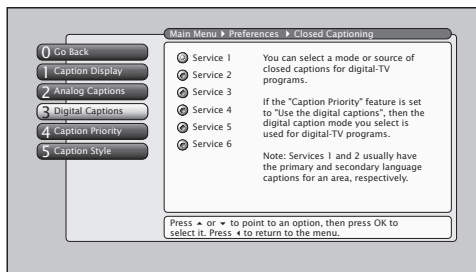 Main Menu ▸ Preferences ▸ Closed Captioning
0 Go Back
1 Caption Display
2 Analog Captions
3 Digital Captions
4 Caption Priority
5 Caption Style
Service 1
Service 2
Service 3
Service 4
Service 5
Service 6
You can select a mode or source of
closed captions for digital-TV
programs.
If the "Caption Priority" feature is set
to "Use the digital captions", then the
digital caption mode you select is
used for digital-TV programs.
Note: Services 1 and 2 usually have
the primary and secondary language
captions for an area, respectively.
Press ▴ or ▾ to point to an option, then press OK to
select it. Press ◂ to return to the menu.